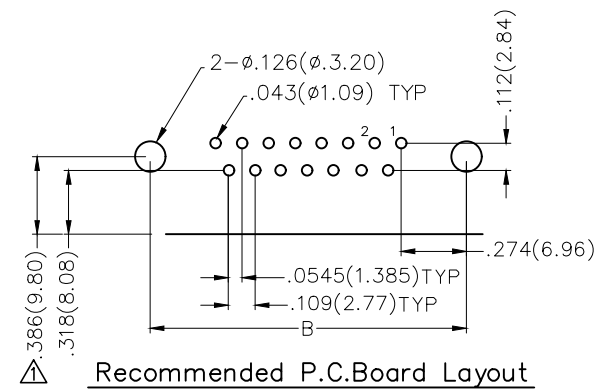 2-ø.126(ø.3.20)
.043(ø1.09) TYP
.112(2.84)
2 1
.274(6.96)
.0545(1.385)TYP
.109(2.77)TYP
B
.386(9.80)
.318(8.08)
1
Recommended P.C.Board Layout